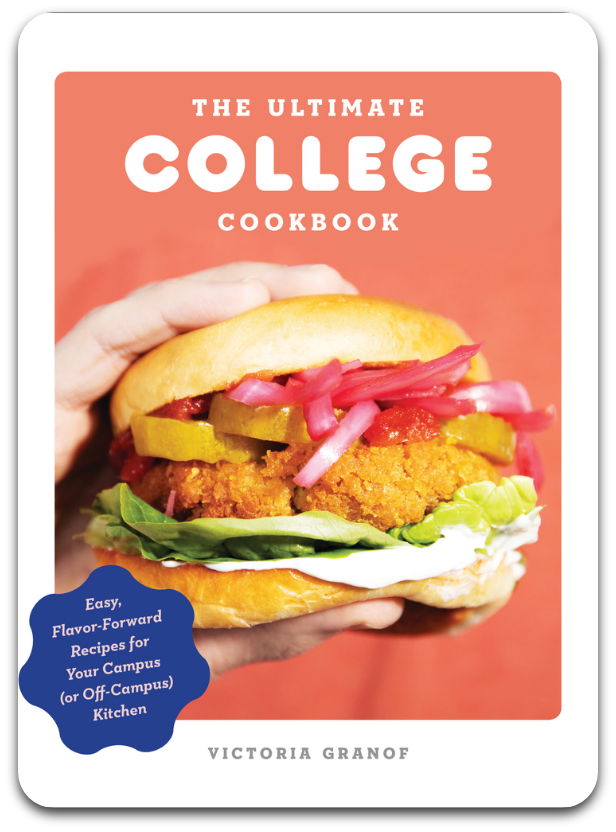 THE ULTIMATE
COLLEGE
COOKBOOK
Easy,
Flavor-Forward
Recipes for
Your Campus
(or Off-Campus)
Kitchen
VICTORIA GRANOF